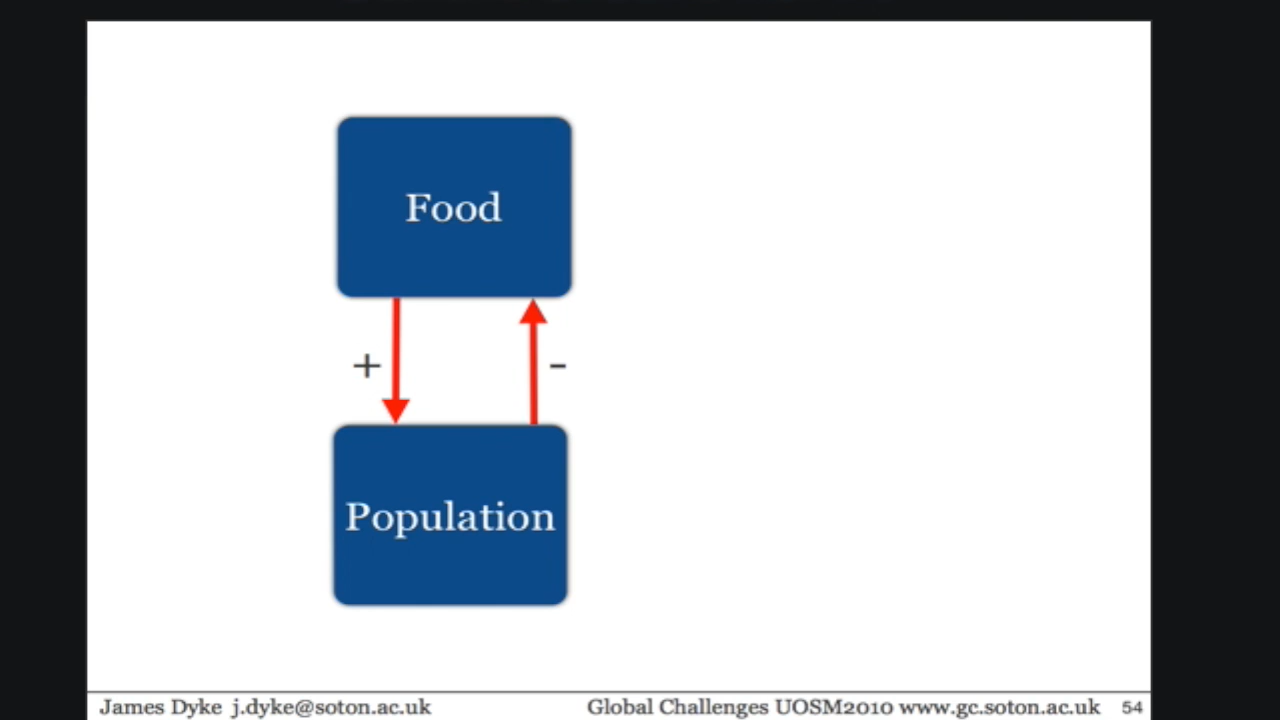 Food
+
-
Population
James Dyke j.dyke@soton.ac.uk
Global Challenges UOSM2010 www.gc.soton.ac.uk 54